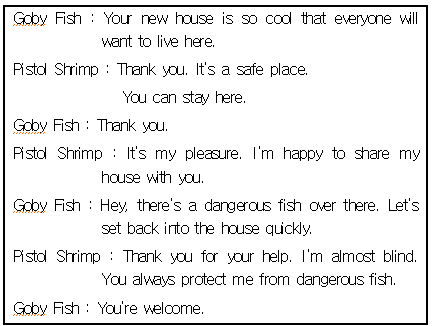 Goby Fish : Your new house is so cool that everyone will
want to live here.
Pistol Shrimp : Thank you. It's a safe place.
You can stay here.
Goby Fish : Thank you.
Pistol Shrimp : It's my pleasure. I'm happy to share my
house with you.
Goby Fish : Hey, there's a dangerous fish over there. Let's
set back into the house quickly.
Pistol Shrimp : Thank you for your help. I'm almost blind.
You always protect me from dangerous fish.
Goby Fish : You're welcome.